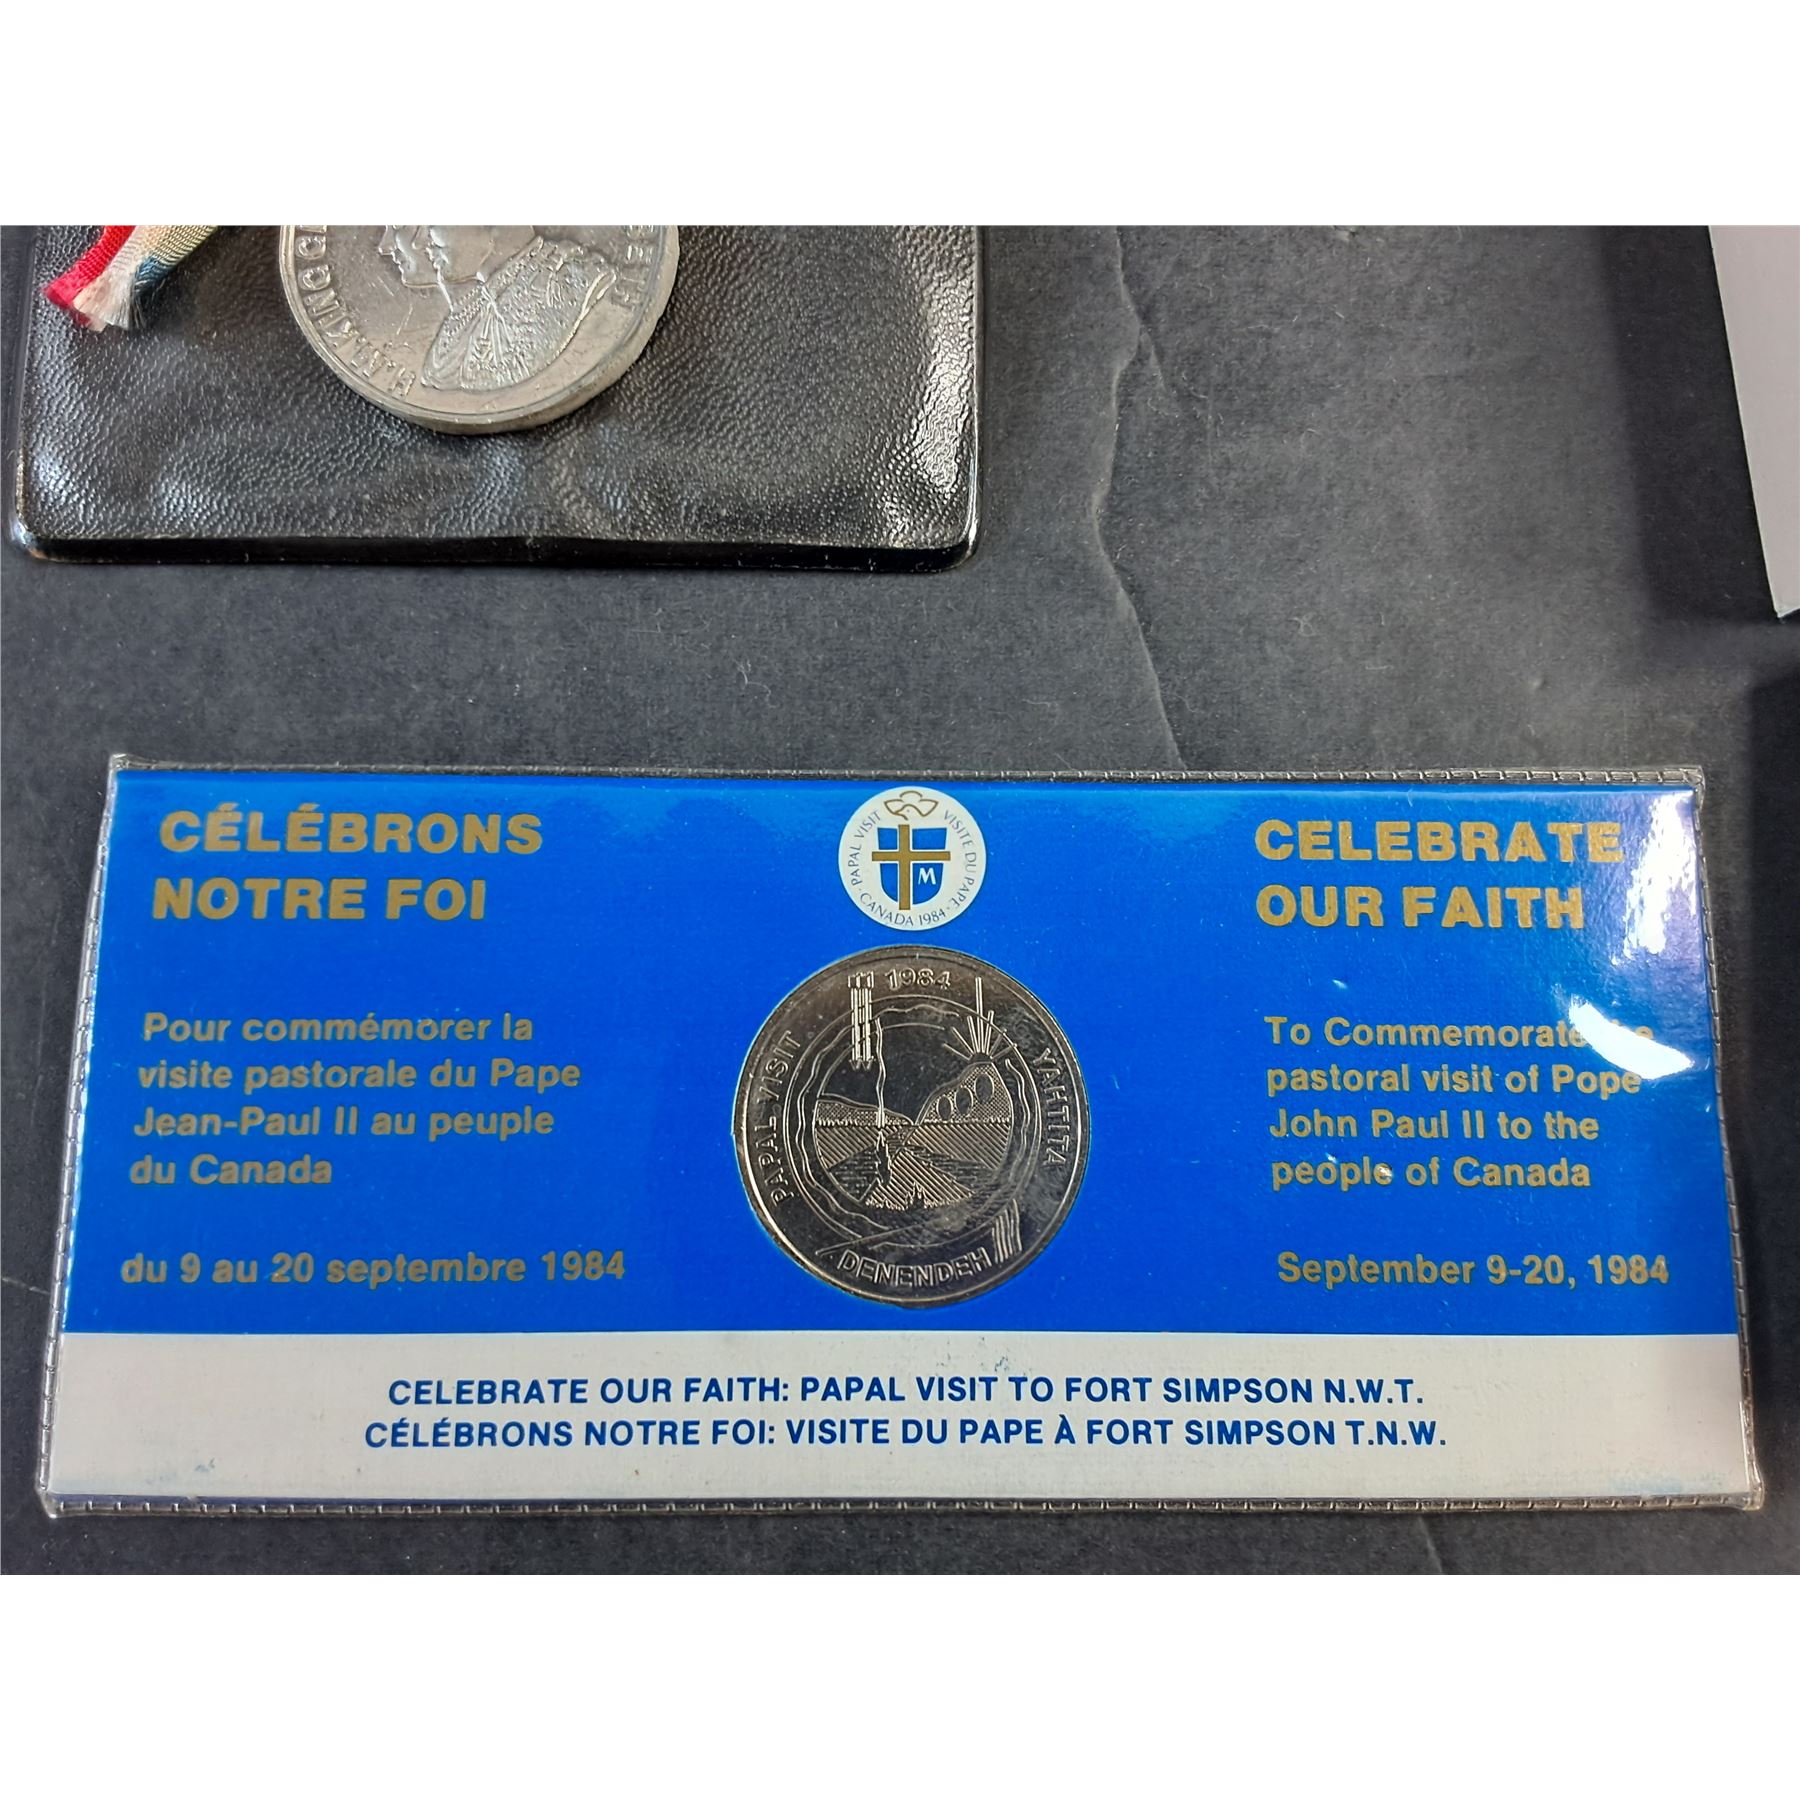 H.M.KING
CÉLÉBRONS
NOTRE FOI
Pour commémorer la
visite pastorale du Pape
Jean-Paul II au peuple
du Canada
du 9 au 20 septembre 1984
PAPAL VISIT
VISITE DU PAPE
CANADA 1984
M
1984
PAPAL VISIT
YAHTITA
DENENDEH
CELEBRATE
OUR FAITH
To Commemorate
pastoral visit of Pope
John Paul II to the
people of Canada
September 9-20, 1984
CELEBRATE OUR FAITH: PAPAL VISIT TO FORT SIMPSON N.W.T.
CÉLÉBRONS NOTRE FOI: VISITE DU PAPE À FORT SIMPSON T.N.W.